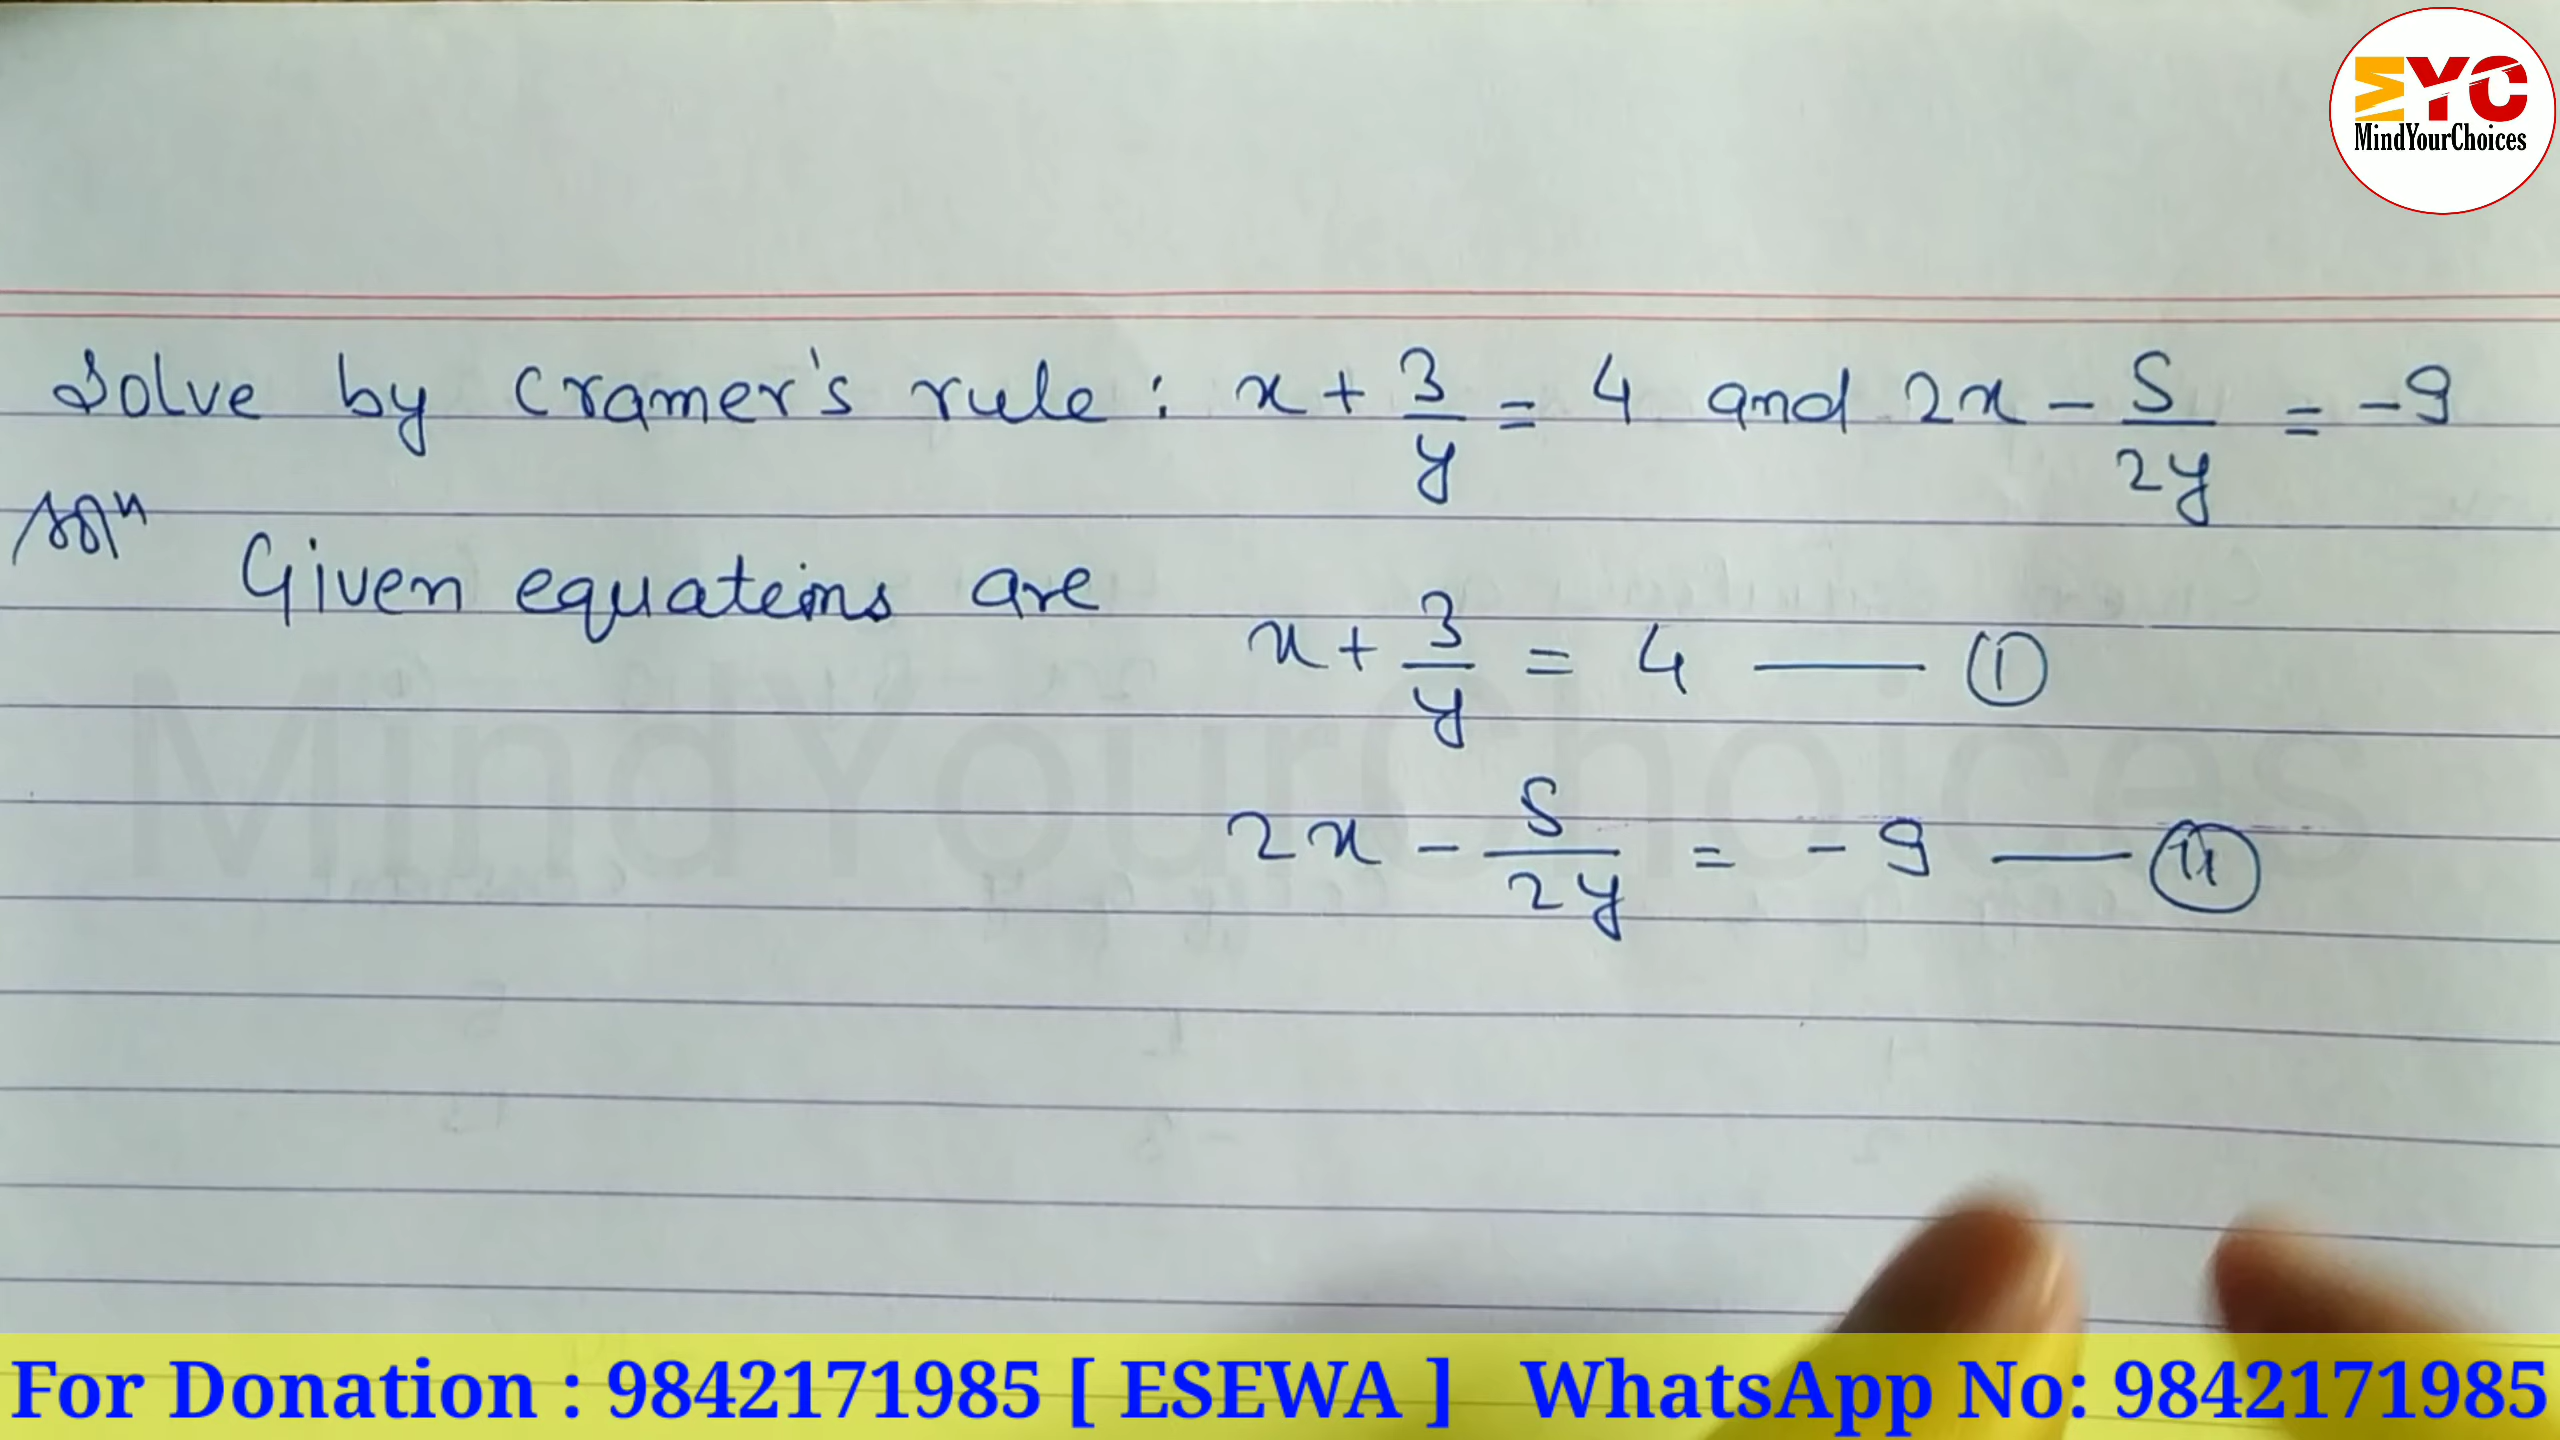 MYC
MindYourChoices
Solve by Cramer's rule : x + 3/y = 4 and 2x - 5/2y = -9
Solⁿ
Given equations are
x + 3/y = 4 —— (i)
MindYourChoices
2x - 5/2y = -9 —— (ii)
For Donation : 9842171985 [ ESEWA ] WhatsApp No: 9842171985